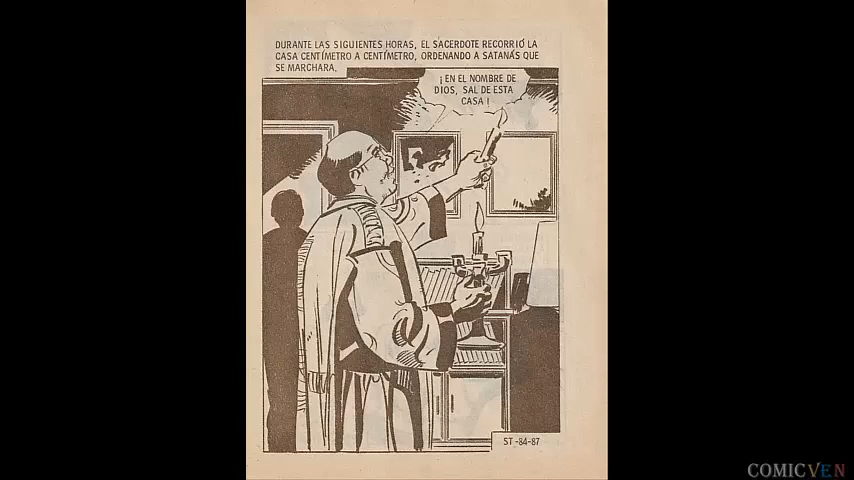 DURANTE LAS SIGUIENTES HORAS, EL SACERDOTE RECORRIÓ LA
CASA CENTÍMETRO A CENTÍMETRO, ORDENANDO A SATANÁS QUE
SE MARCHARA.
¡EN EL NOMBRE DE
DIOS, SAL DE ESTA
CASA!
ST-84-87
COMICVEN